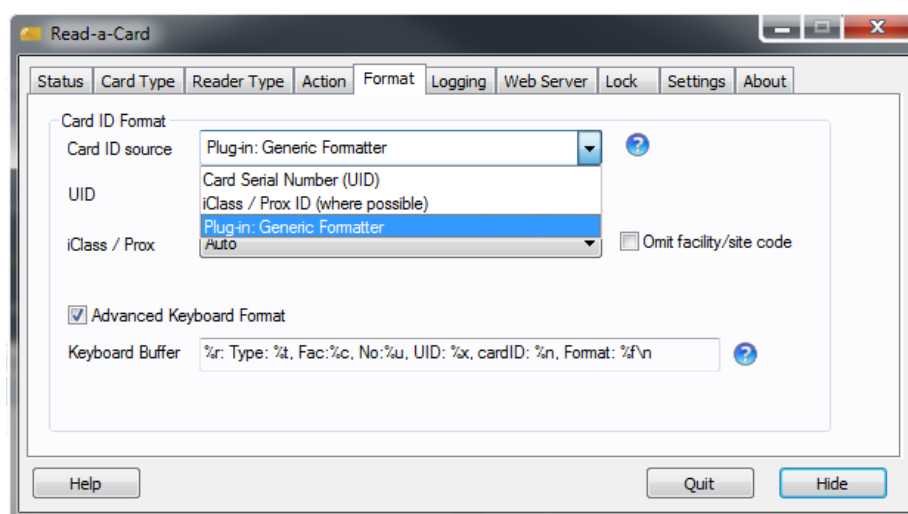 Read-a-Card
Status Card Type Reader Type Action Format Logging Web Server Lock Settings About
Card ID Format
Card ID source Plug-in: Generic Formatter
Card Serial Number (UID)
UID
iClass / Prox ID (where possible)
Plug-in: Generic Formatter
iClass / Prox Auto Omit facility/site code
Advanced Keyboard Format
Keyboard Buffer %r: Type: %t, Fac:%c, No:%u, UID: %x, cardID: %n, Format: %f\n
Help Quit Hide